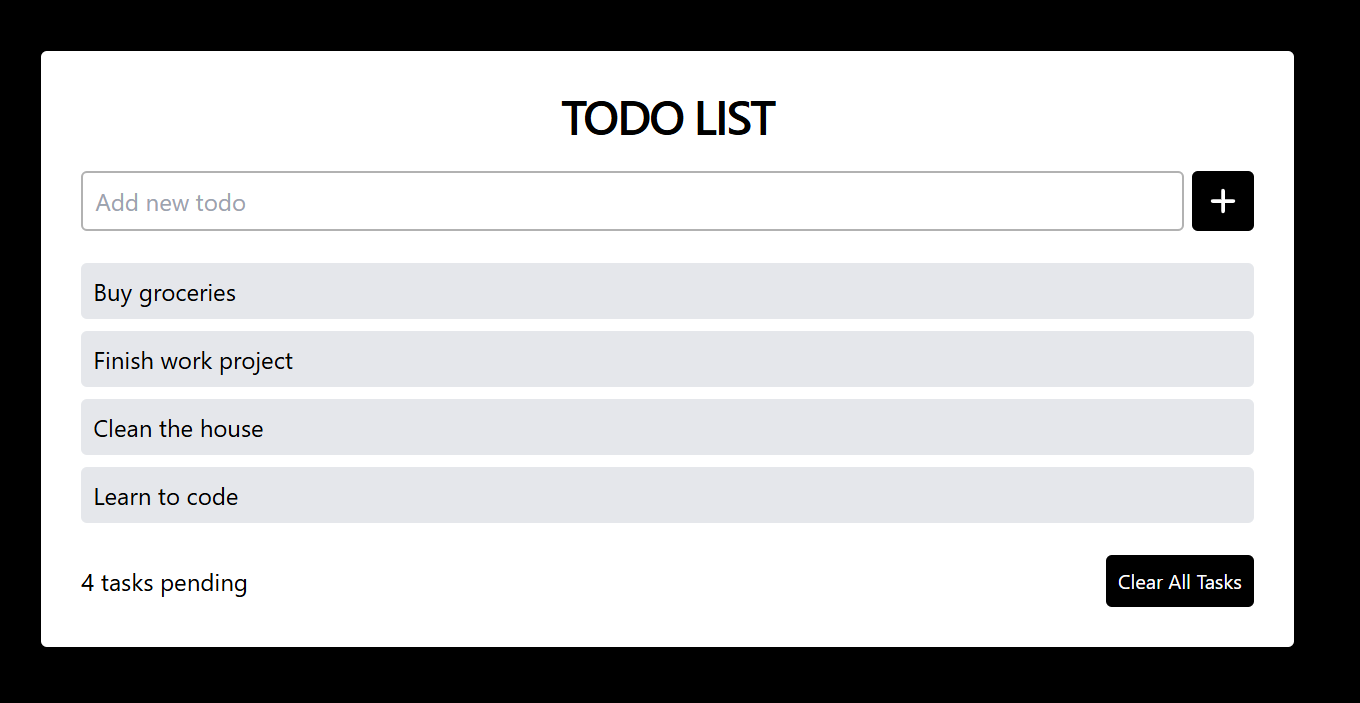 TODO LIST
Add new todo
Buy groceries
Finish work project
Clean the house
Learn to code
4 tasks pending
Clear All Tasks